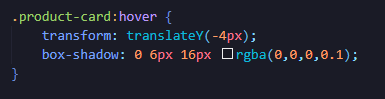 .product-card:hover {
    transform: translateY(-4px);
    box-shadow: 0 6px 16px rgba(0,0,0,0.1);
}